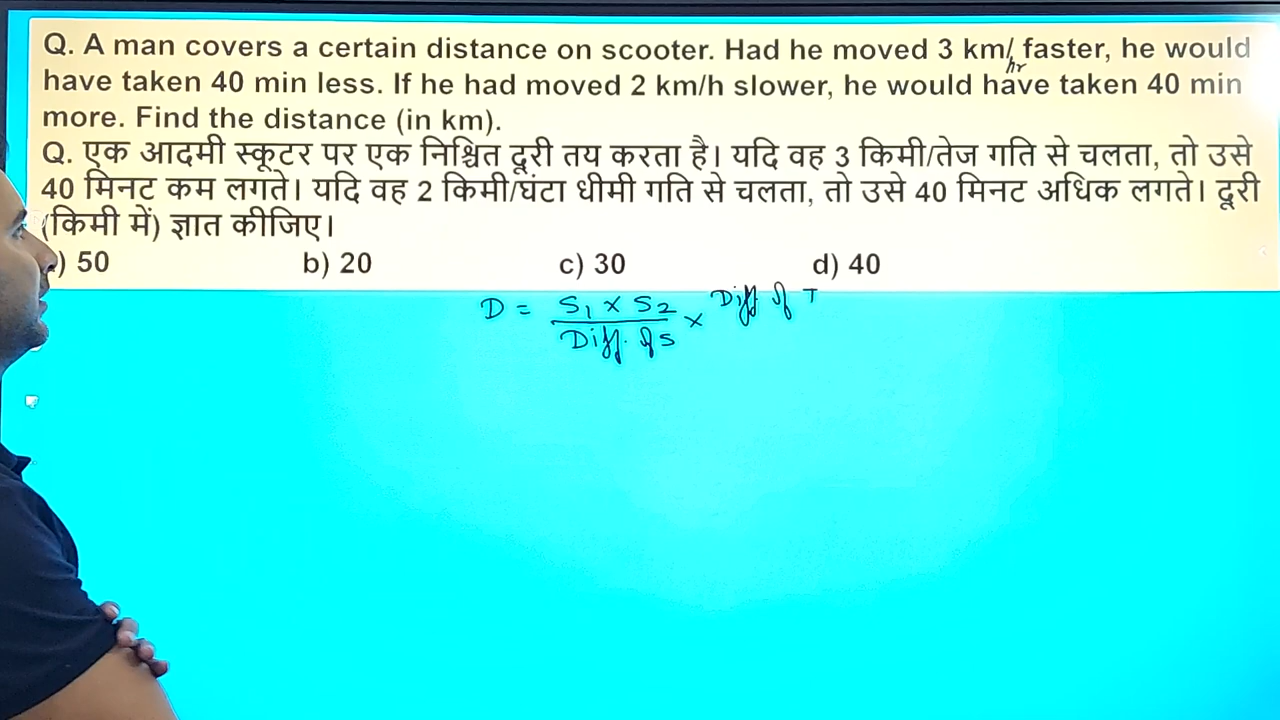 Q. A man covers a certain distance on scooter. Had he moved 3 km/hr faster, he would
have taken 40 min less. If he had moved 2 km/h slower, he would have taken 40 min
more. Find the distance (in km).
Q. एक आदमी स्कूटर पर एक निश्चित दूरी तय करता है। यदि वह 3 किमी/तेज गति से चलता, तो उसे
40 मिनट कम लगते। यदि वह 2 किमी/घंटा धीमी गति से चलता, तो उसे 40 मिनट अधिक लगते। दूरी
(किमी में) ज्ञात कीजिए।
) 50 b) 20 c) 30 d) 40
D = S1 x S2 / Diff. of S x Diff of T